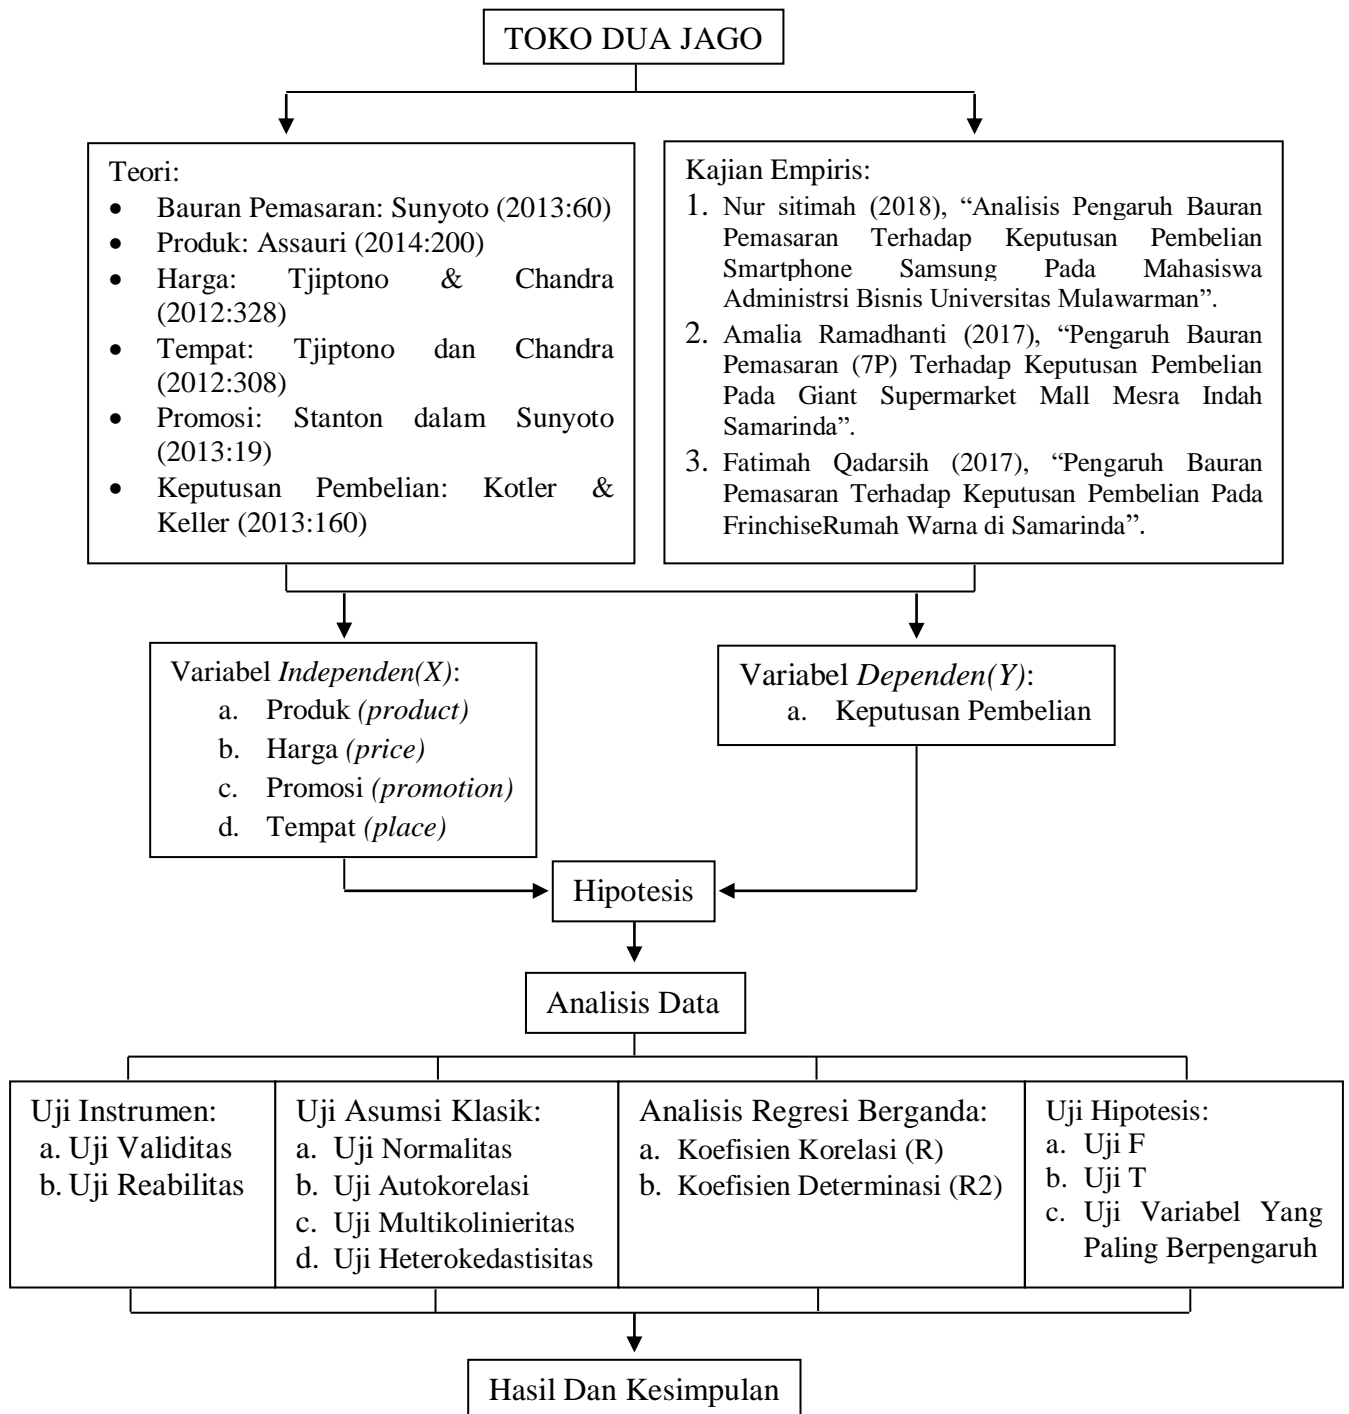 TOKO DUA JAGO
Teori:
• Bauran Pemasaran: Sunyoto (2013:60)
• Produk: Assauri (2014:200)
• Harga: Tjiptono & Chandra
(2012:328)
• Tempat: Tjiptono dan Chandra
(2012:308)
• Promosi: Stanton dalam Sunyoto
(2013:19)
• Keputusan Pembelian: Kotler &
Keller (2013:160)
Kajian Empiris:
1. Nur sitimah (2018), “Analisis Pengaruh Bauran
Pemasaran Terhadap Keputusan Pembelian
Smartphone Samsung Pada Mahasiswa
Administrsi Bisnis Universitas Mulawarman”.
2. Amalia Ramadhanti (2017), “Pengaruh Bauran
Pemasaran (7P) Terhadap Keputusan Pembelian
Pada Giant Supermarket Mall Mesra Indah
Samarinda”.
3. Fatimah Qadarsih (2017), “Pengaruh Bauran
Pemasaran Terhadap Keputusan Pembelian Pada
FrinchiseRumah Warna di Samarinda”.
Variabel Independen(X):
a. Produk (product)
b. Harga (price)
c. Promosi (promotion)
d. Tempat (place)
Variabel Dependen(Y):
a. Keputusan Pembelian
Hipotesis
Analisis Data
Uji Instrumen:
a. Uji Validitas
b. Uji Reabilitas
Uji Asumsi Klasik:
a. Uji Normalitas
b. Uji Autokorelasi
c. Uji Multikolinieritas
d. Uji Heterokedastisitas
Analisis Regresi Berganda:
a. Koefisien Korelasi (R)
b. Koefisien Determinasi (R2)
Uji Hipotesis:
a. Uji F
b. Uji T
c. Uji Variabel Yang
Paling Berpengaruh
Hasil Dan Kesimpulan